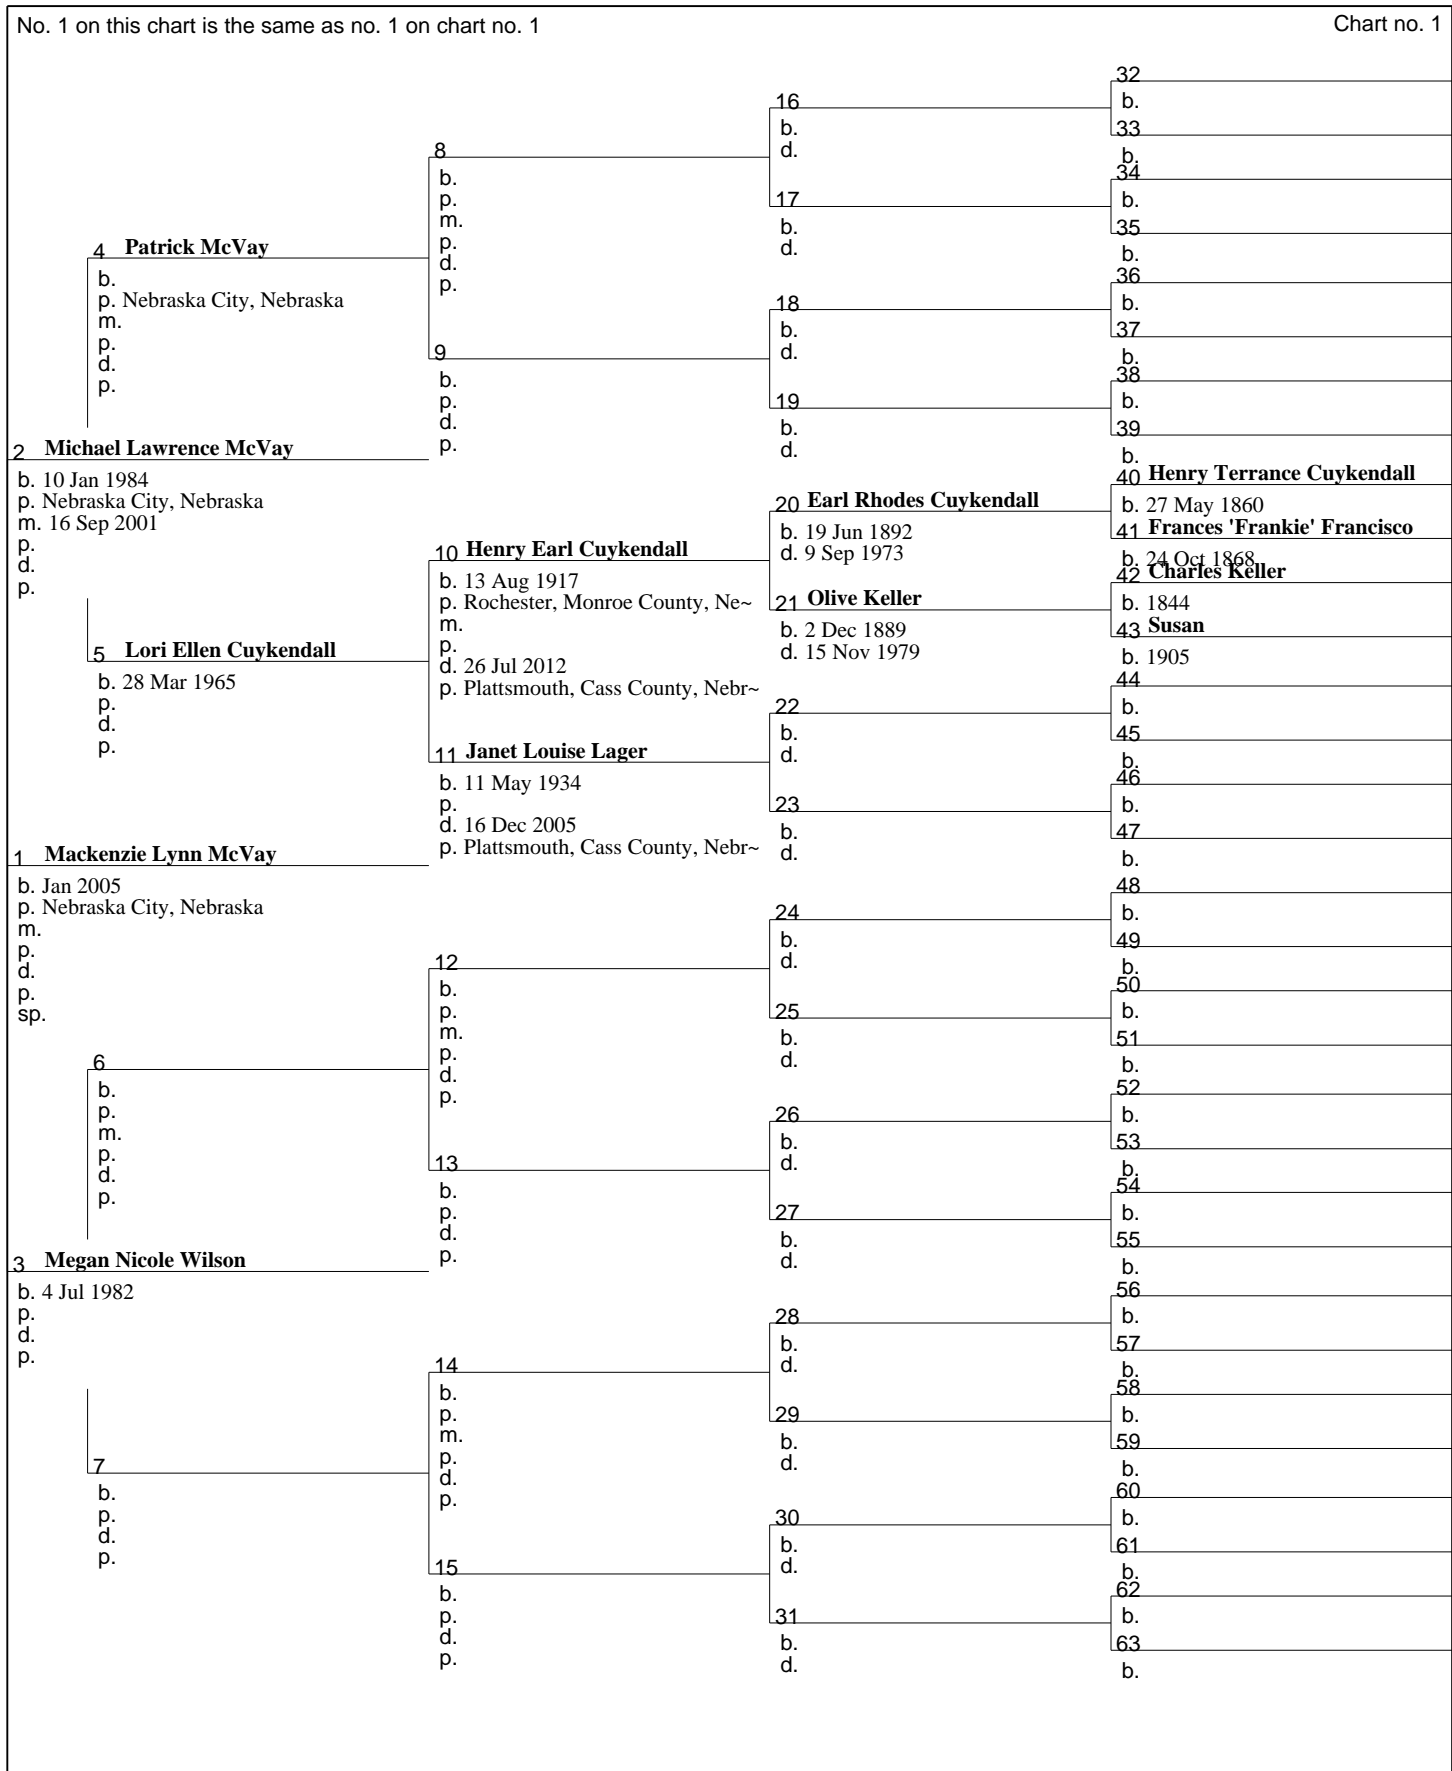 No. 1 on this chart is the same as no. 1 on chart no. 1
Chart no. 1
2 Michael Lawrence McVay
b. 10 Jan 1984
p. Nebraska City, Nebraska
m. 16 Sep 2001
p.
d.
p.
1 Mackenzie Lynn McVay
b. Jan 2005
p. Nebraska City, Nebraska
m.
p.
d.
p.
sp.
3 Megan Nicole Wilson
b. 4 Jul 1982
p.
d.
p.
4 Patrick McVay
b.
p. Nebraska City, Nebraska
m.
p.
d.
p.
5 Lori Ellen Cuykendall
b. 28 Mar 1965
p.
d.
p.
6
b.
p.
m.
p.
d.
p.
7
b.
p.
d.
p.
8
b.
p.
m.
p.
d.
p.
9
b.
p.
d.
p.
10 Henry Earl Cuykendall
b. 13 Aug 1917
p. Rochester, Monroe County, Ne~
m.
p.
d. 26 Jul 2012
p. Plattsmouth, Cass County, Nebr~
11 Janet Louise Lager
b. 11 May 1934
p.
d. 16 Dec 2005
p. Plattsmouth, Cass County, Nebr~
12
b.
p.
m.
p.
d.
p.
13
b.
p.
d.
p.
14
b.
p.
m.
p.
d.
p.
15
b.
p.
d.
p.
16
b.
d.
17
b.
d.
18
b.
d.
19
b.
d.
20 Earl Rhodes Cuykendall
b. 19 Jun 1892
d. 9 Sep 1973
21 Olive Keller
b. 2 Dec 1889
d. 15 Nov 1979
22
b.
d.
23
b.
d.
24
b.
d.
25
b.
d.
26
b.
d.
27
b.
d.
28
b.
d.
29
b.
d.
30
b.
d.
31
b.
d.
32
b.
33
b.
34
b.
35
b.
36
b.
37
b.
38
b.
39
b.
40 Henry Terrance Cuykendall
b. 27 May 1860
41 Frances 'Frankie' Francisco
b. 24 Oct 1868
42 Charles Keller
b. 1844
43 Susan
b. 1905
44
b.
45
b.
46
b.
47
b.
48
b.
49
b.
50
b.
51
b.
52
b.
53
b.
54
b.
55
b.
56
b.
57
b.
58
b.
59
b.
60
b.
61
b.
62
b.
63
b.